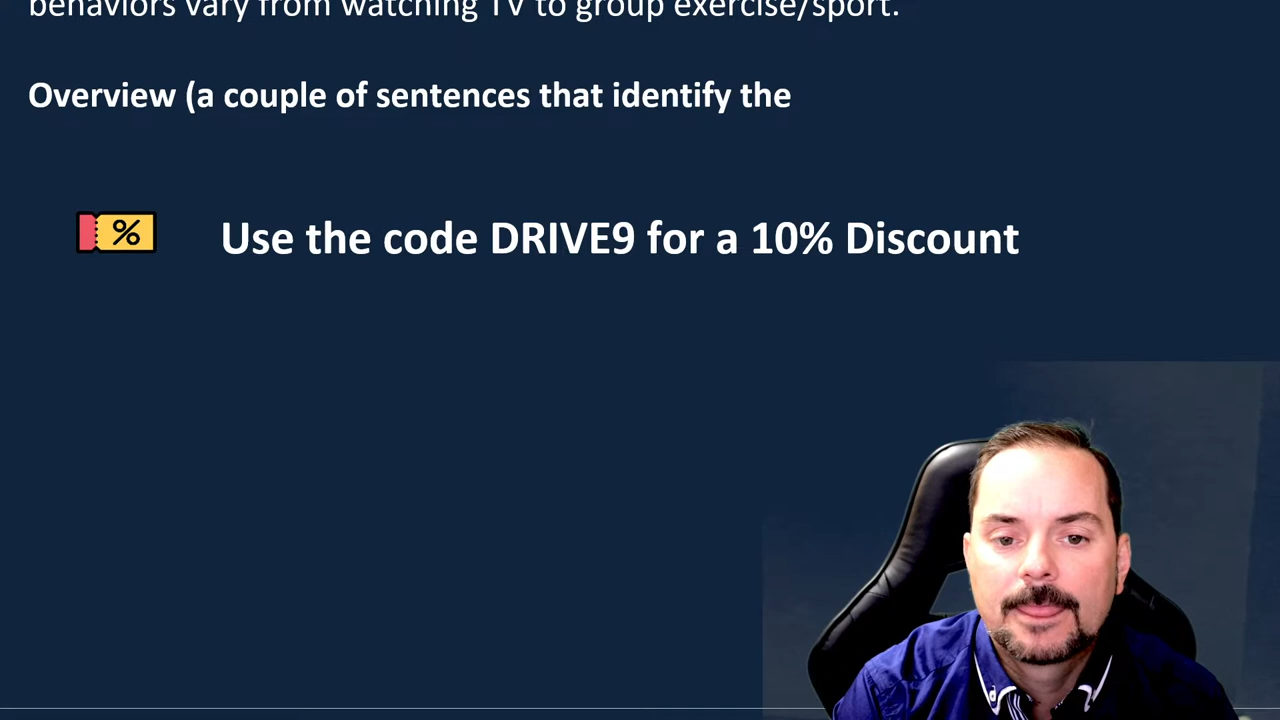 behaviors vary from watching TV to group exercise/sport.
Overview (a couple of sentences that identify the
%
Use the code DRIVE9 for a 10% Discount